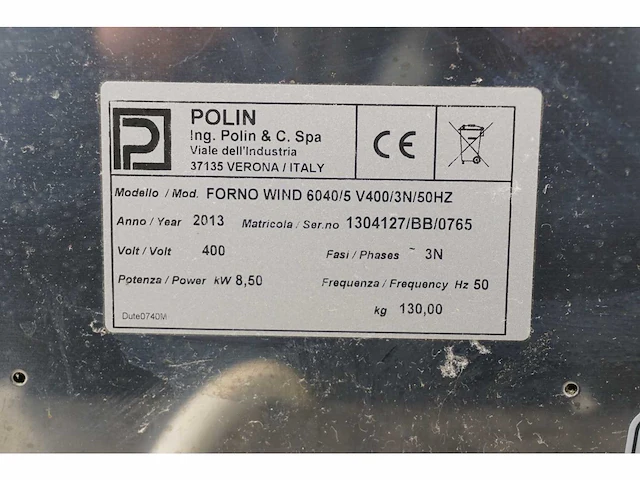 POLIN
Ing. Polin & C. Spa
Viale dell'Industria
37135 VERONA / ITALY
CE
Modello / Mod. FORNO WIND 6040/5 V400/3N/50HZ
Anno / Year 2013 Matricola / Ser.no 1304127/BB/0765
Volt / Volt 400 Fasi / Phases ~ 3N
Potenza / Power kW 8,50 Frequenza / Frequency Hz 50
kg 130,00
Dute0740M